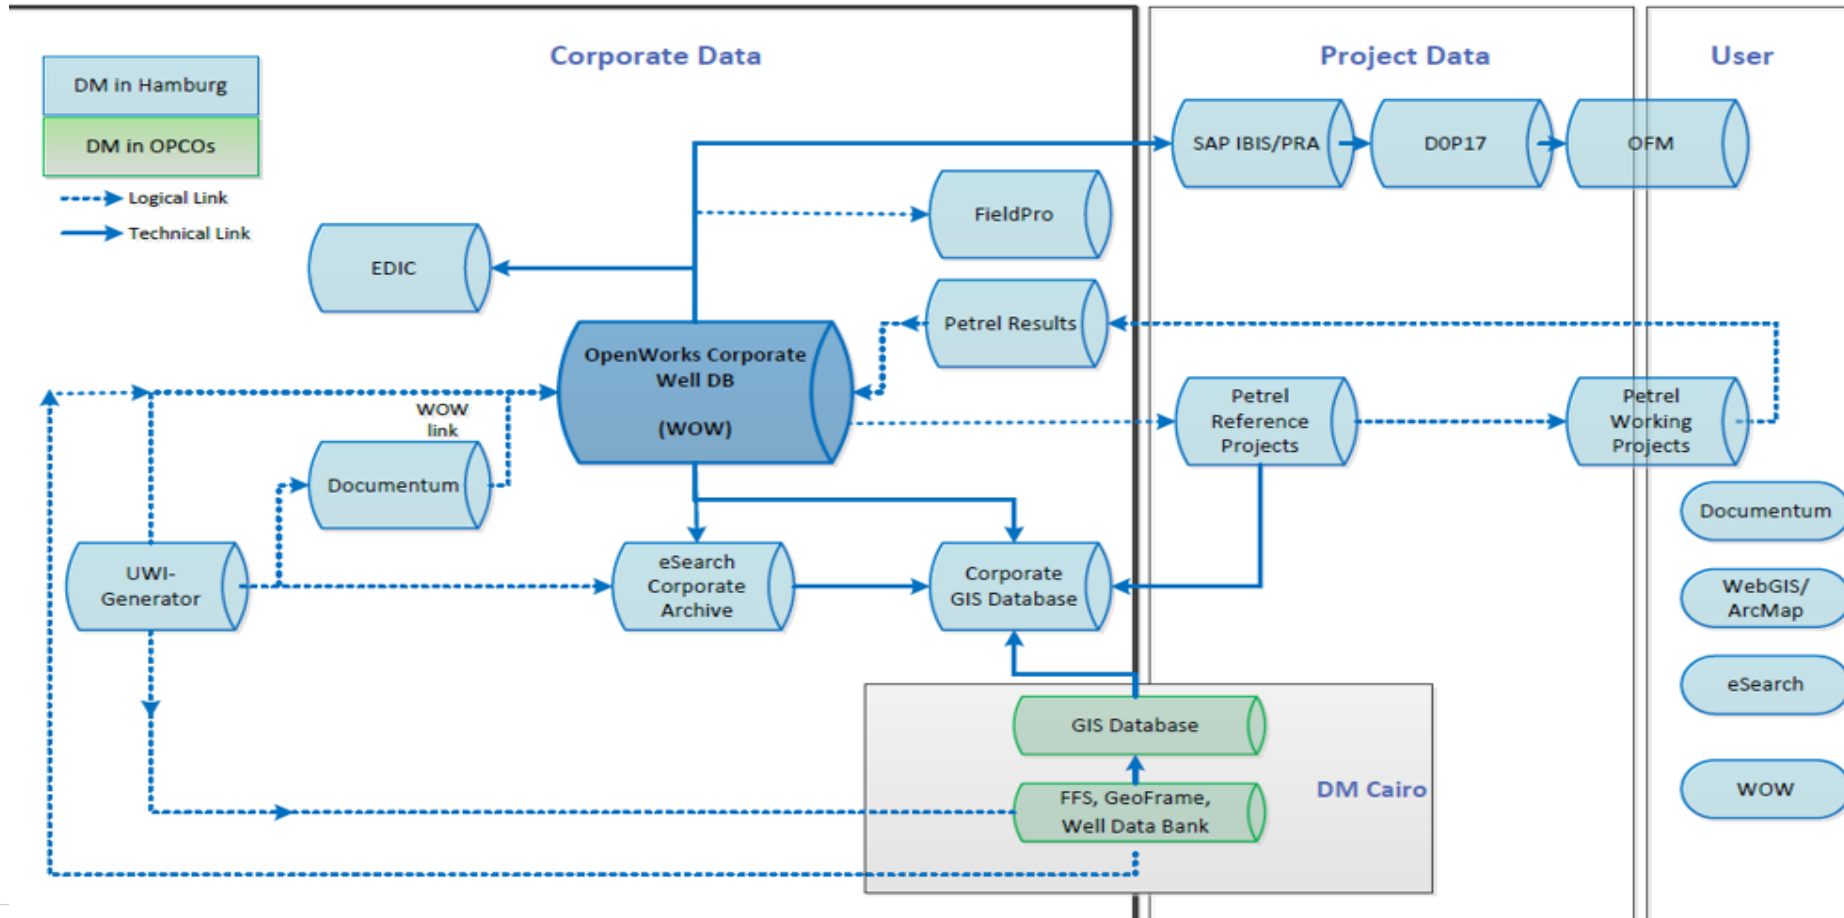 Corporate Data
Project Data
User
DM in Hamburg
DM in OPCOs
Logical Link
Technical Link
SAP IBIS/PRA
D0P17
OFM
FieldPro
EDIC
Petrel Results
OpenWorks Corporate
Well DB
(WOW)
WOW
link
Petrel
Reference
Projects
Petrel
Working
Projects
Documentum
Documentum
UWI-
Generator
eSearch
Corporate
Archive
Corporate
GIS Database
WebGIS/
ArcMap
eSearch
GIS Database
DM Cairo
FFS, GeoFrame,
Well Data Bank
WOW